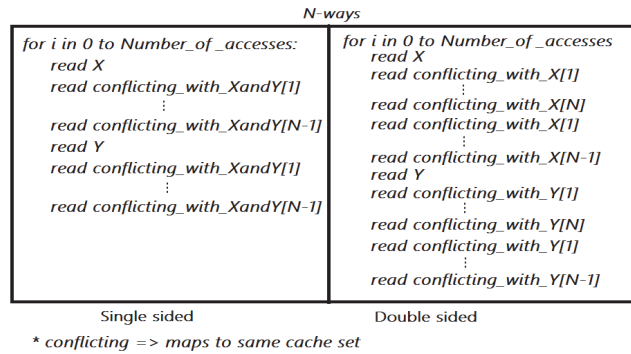 N-ways
for i in 0 to Number_of _accesses:
read X
read conflicting_with_XandY[1]
⋮
read conflicting_with_XandY[N-1]
read Y
read conflicting_with_XandY[1]
⋮
read conflicting_with_XandY[N-1]
for i in 0 to Number_of _accesses
read X
read conflicting_with_X[1]
⋮
read conflicting_with_X[N]
read conflicting_with_X[1]
⋮
read conflicting_with_X[N-1]
read Y
read conflicting_with_Y[1]
⋮
read conflicting_with_Y[N]
read conflicting_with_Y[1]
⋮
read conflicting_with_Y[N-1]
Single sided
Double sided
* conflicting => maps to same cache set